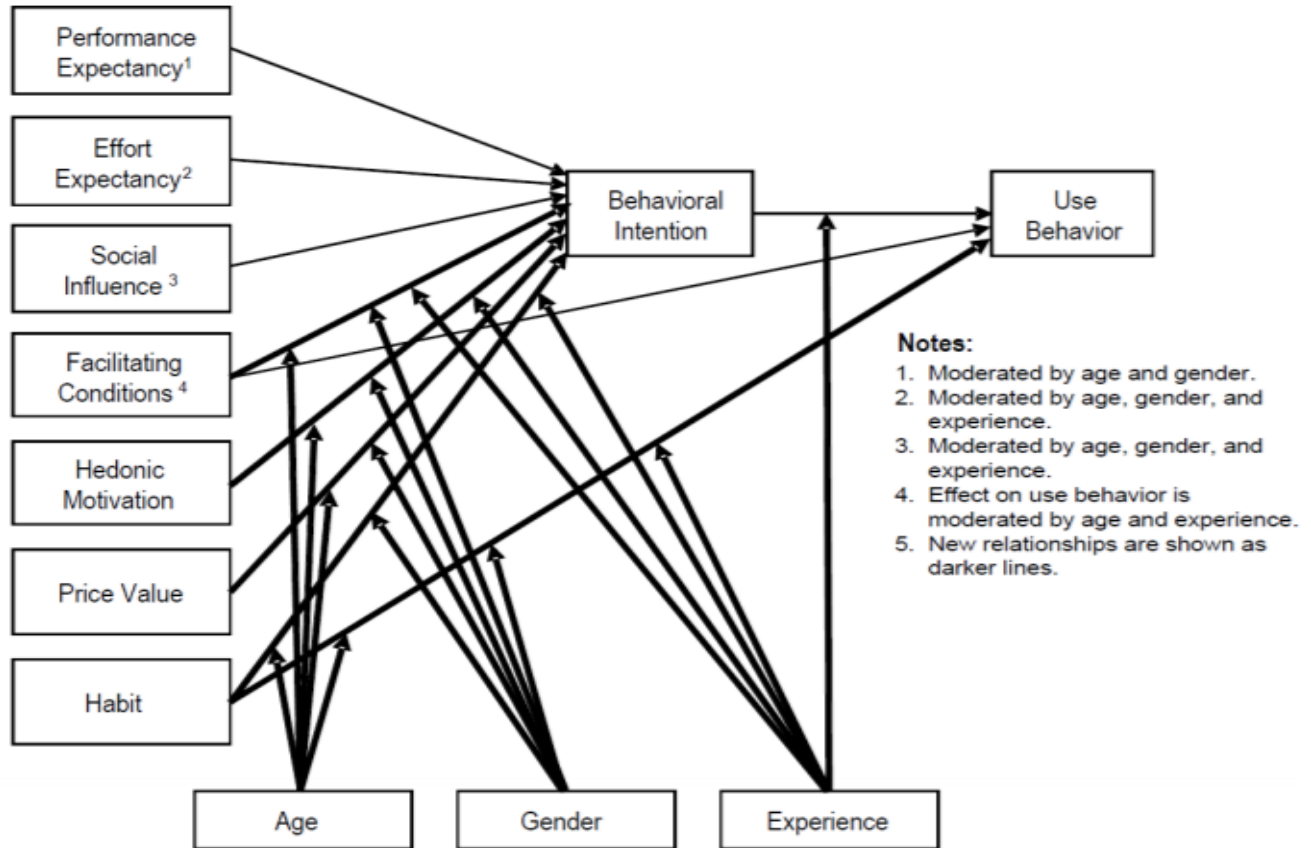 Performance
Expectancy¹
Effort
Expectancy²
Social
Influence ³
Facilitating
Conditions ⁴
Hedonic
Motivation
Price Value
Habit
Behavioral
Intention
Use
Behavior
Notes:
1. Moderated by age and gender.
2. Moderated by age, gender, and
experience.
3. Moderated by age, gender, and
experience.
4. Effect on use behavior is
moderated by age and experience.
5. New relationships are shown as
darker lines.
Age
Gender
Experience